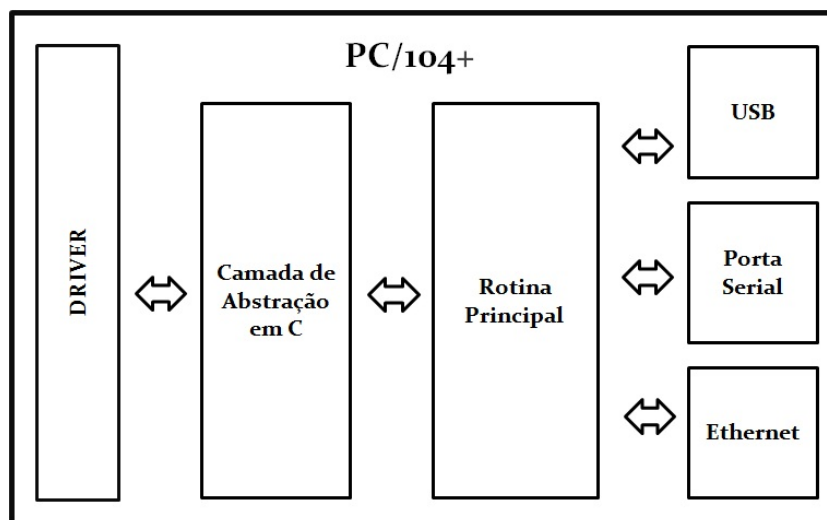 PC/104+
DRIVER
Camada de
Abstração
em C
Rotina
Principal
USB
Porta
Serial
Ethernet